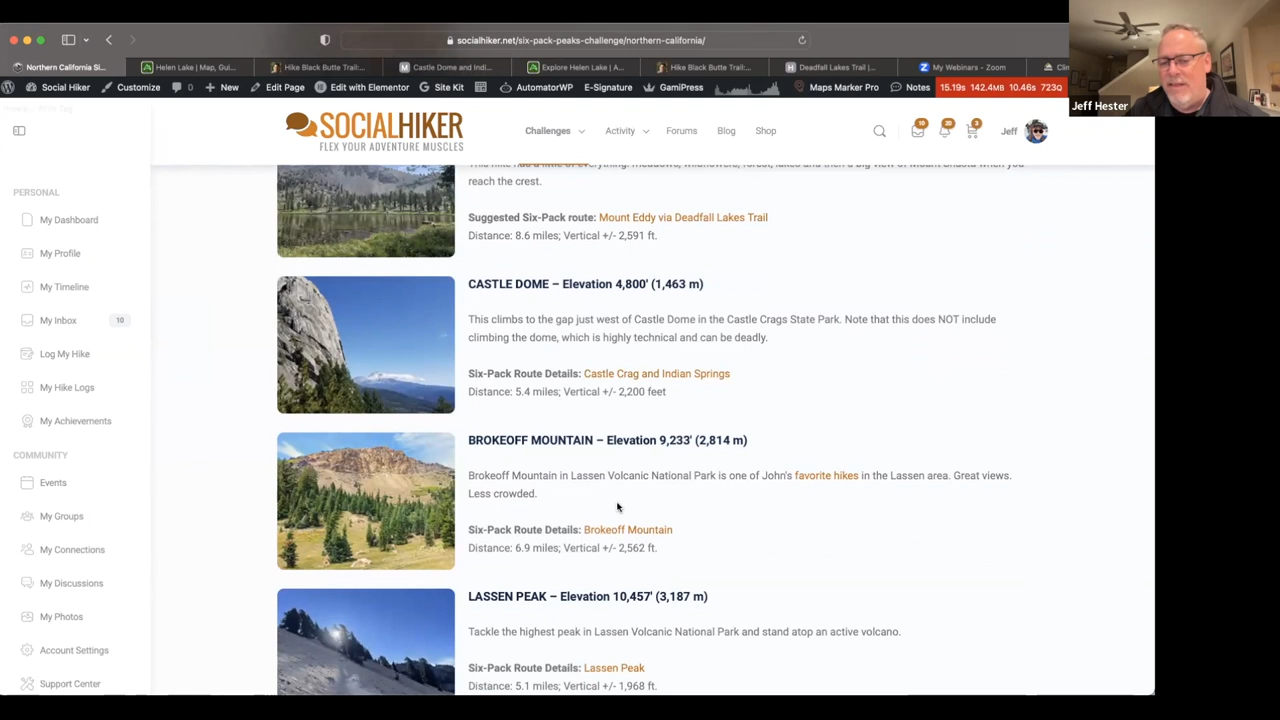 socialhiker.net/six-pack-peaks-challenge/northern-california/
Northern California Si...
Helen Lake | Map, Gui...
Hike Black Butte Trail:...
Castle Dome and Indi...
Explore Helen Lake | A...
Hike Black Butte Trail:...
Deadfall Lakes Trail |...
My Webinars - Zoom
Social Hiker
Customize
0
New
Edit Page
Edit with Elementor
Site Kit
AutomatorWP
E-Signature
GamiPress
Maps Marker Pro
Notes
15.19s 142.4MB 10.46s 723Q
Jeff Hester
SOCIALHIKER
FLEX YOUR ADVENTURE MUSCLES
Challenges
Activity
Forums
Blog
Shop
10
20
3
Jeff
PERSONAL
My Dashboard
My Profile
My Timeline
My Inbox 10
Log My Hike
My Hike Logs
My Achievements
COMMUNITY
Events
My Groups
My Connections
My Discussions
My Photos
Account Settings
Support Center
reach the crest.
Suggested Six-Pack route: Mount Eddy via Deadfall Lakes Trail
Distance: 8.6 miles; Vertical +/- 2,591 ft.
CASTLE DOME – Elevation 4,800' (1,463 m)
This climbs to the gap just west of Castle Dome in the Castle Crags State Park. Note that this does NOT include
climbing the dome, which is highly technical and can be deadly.
Six-Pack Route Details: Castle Crag and Indian Springs
Distance: 5.4 miles; Vertical +/- 2,200 feet
BROKEOFF MOUNTAIN – Elevation 9,233' (2,814 m)
Brokeoff Mountain in Lassen Volcanic National Park is one of John's favorite hikes in the Lassen area. Great views.
Less crowded.
Six-Pack Route Details: Brokeoff Mountain
Distance: 6.9 miles; Vertical +/- 2,562 ft.
LASSEN PEAK – Elevation 10,457' (3,187 m)
Tackle the highest peak in Lassen Volcanic National Park and stand atop an active volcano.
Six-Pack Route Details: Lassen Peak
Distance: 5.1 miles; Vertical +/- 1,968 ft.